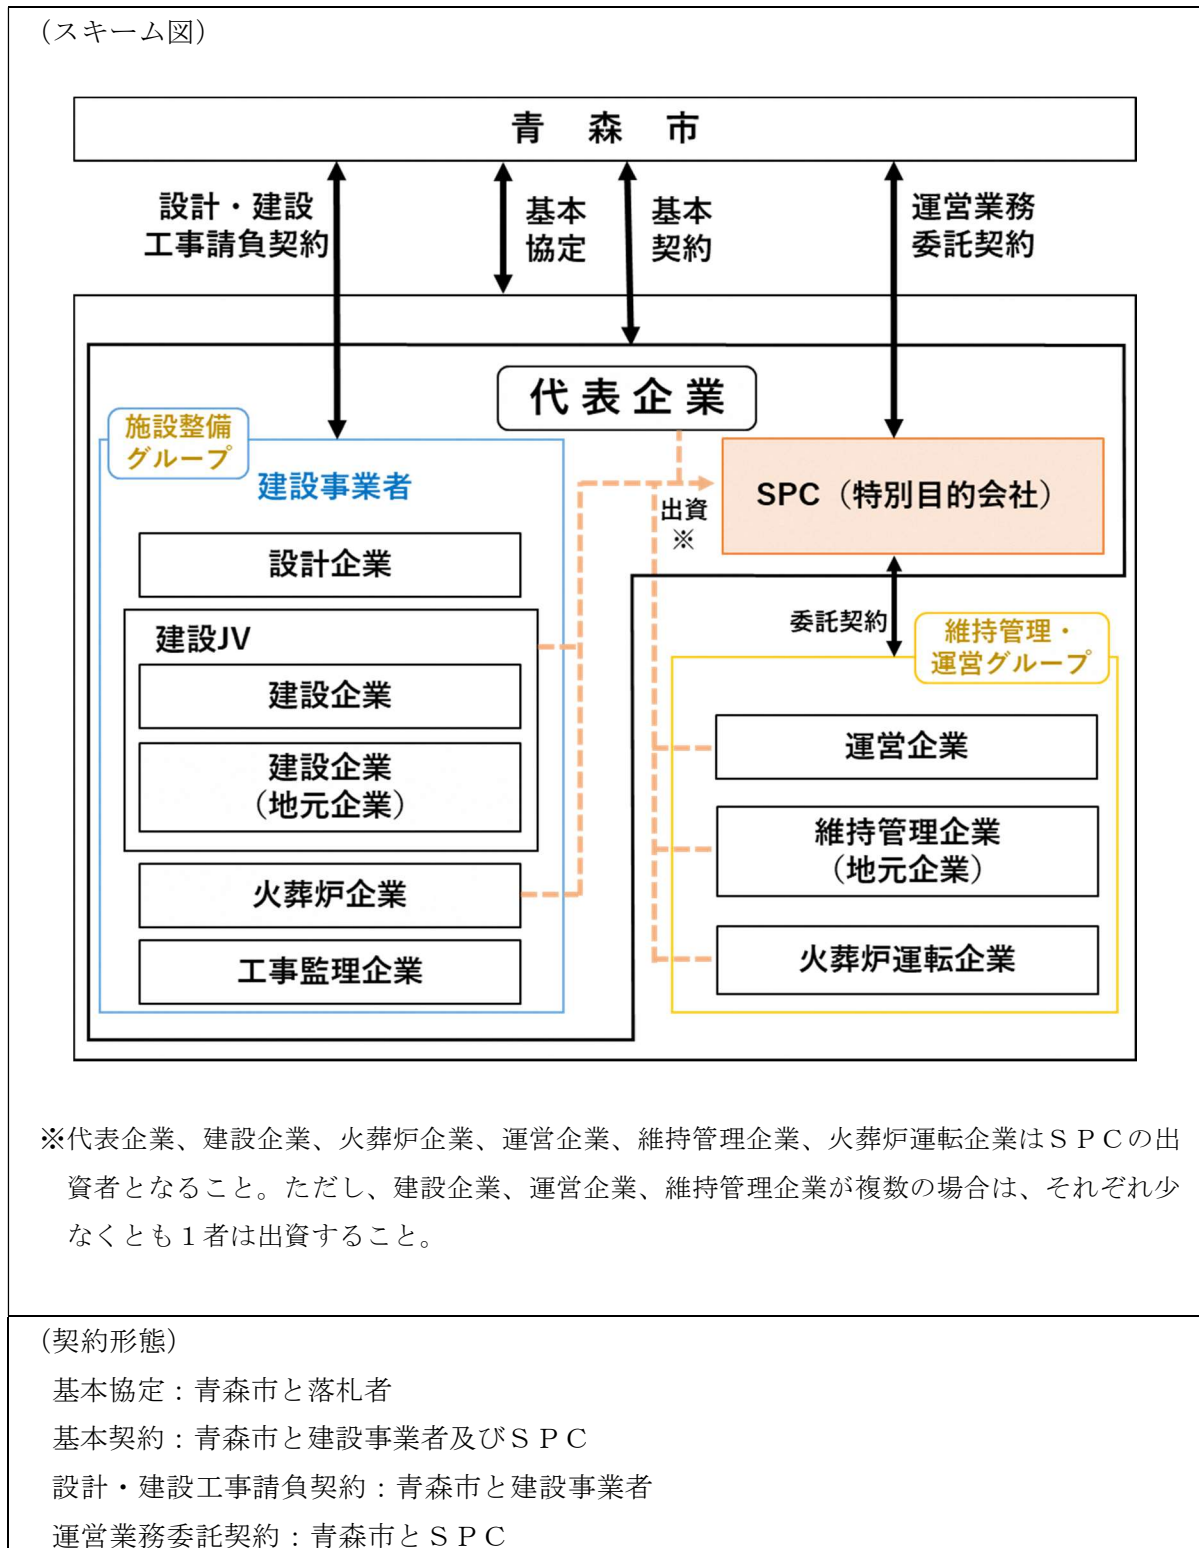 （スキーム図）
青　森　市
設計・建設
工事請負契約
基本
協定
基本
契約
運営業務
委託契約
代表企業
施設整備
グループ
建設事業者
SPC（特別目的会社）
出資
※
設計企業
建設JV
建設企業
建設企業
（地元企業）
火葬炉企業
工事監理企業
委託契約
維持管理・
運営グループ
運営企業
維持管理企業
（地元企業）
火葬炉運転企業
※代表企業、建設企業、火葬炉企業、運営企業、維持管理企業、火葬炉運転企業はＳＰＣの出
資者となること。ただし、建設企業、運営企業、維持管理企業が複数の場合は、それぞれ少
なくとも１者は出資すること。
（契約形態）
基本協定：青森市と落札者
基本契約：青森市と建設事業者及びＳＰＣ
設計・建設工事請負契約：青森市と建設事業者
運営業務委託契約：青森市とＳＰＣ